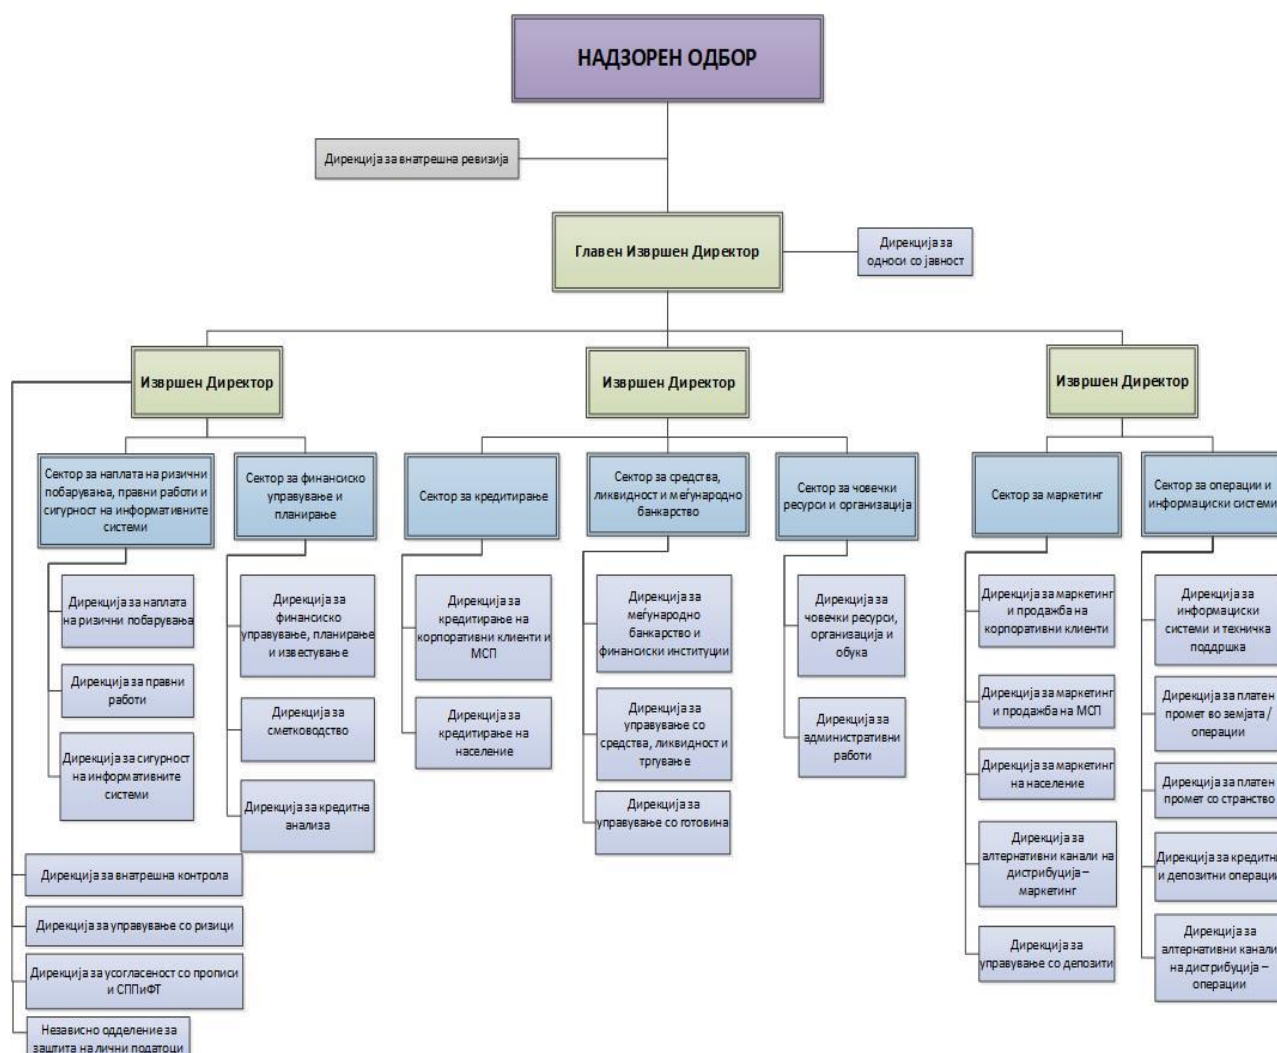 НАДЗОРЕН ОДБОР
Дирекција за внатрешна ревизија
Главен Извршен Директор
Дирекција за
односи со јавност
Извршен Директор
Извршен Директор
Извршен Директор
Сектор за наплата на ризични
побарувања, правни работи и
сигурност на информативните
системи
Сектор за финансиско
управување и
планирање
Сектор за кредитирање
Сектор за средства,
ликвидност и меѓународно
банкарство
Сектор за човечки
ресурси и организација
Сектор за маркетинг
Сектор за операции и
информациски системи
Дирекција за наплата
на ризични побарувања
Дирекција за правни
работи
Дирекција за сигурност
на информативните
системи
Дирекција за
финансиско
управување, планирање
и известување
Дирекција за
сметководство
Дирекција за кредитна
анализа
Дирекција за
кредитирање на
корпоративни клиенти и
МСП
Дирекција за
кредитирање на
население
Дирекција за
меѓународно
банкарство и
финансиски институции
Дирекција за
управување со
средства, ликвидност и
тргување
Дирекција за
управување со готовина
Дирекција за
човечки ресурси,
организација и
обука
Дирекција за
административни
работи
Дирекција за маркетинг
и продажба на
корпоративни клиенти
Дирекција за маркетинг
и продажба на МСП
Дирекција за маркетинг
на население
Дирекција за
алтернативни канали на
дистрибуција –
маркетинг
Дирекција за
управување со депозити
Дирекција за
информациски
системи и техничка
поддршка
Дирекција за платен
промет во земјата /
операции
Дирекција за платен
промет со странство
Дирекција за кредитни
и депозитни операции
Дирекција за
алтернативни канали
на дистрибуција –
операции
Дирекција за внатрешна контрола
Дирекција за управување со ризици
Дирекција за усогласеност со прописи
и СППиФТ
Независно одделение за
заштита на лични податоци